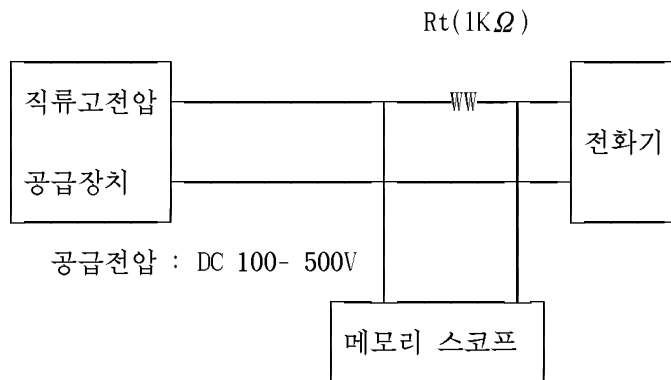 Rt(1KΩ)
직류고전압
WW
전화기
공급장치
공급전압 : DC 100- 500V
메모리 스코프